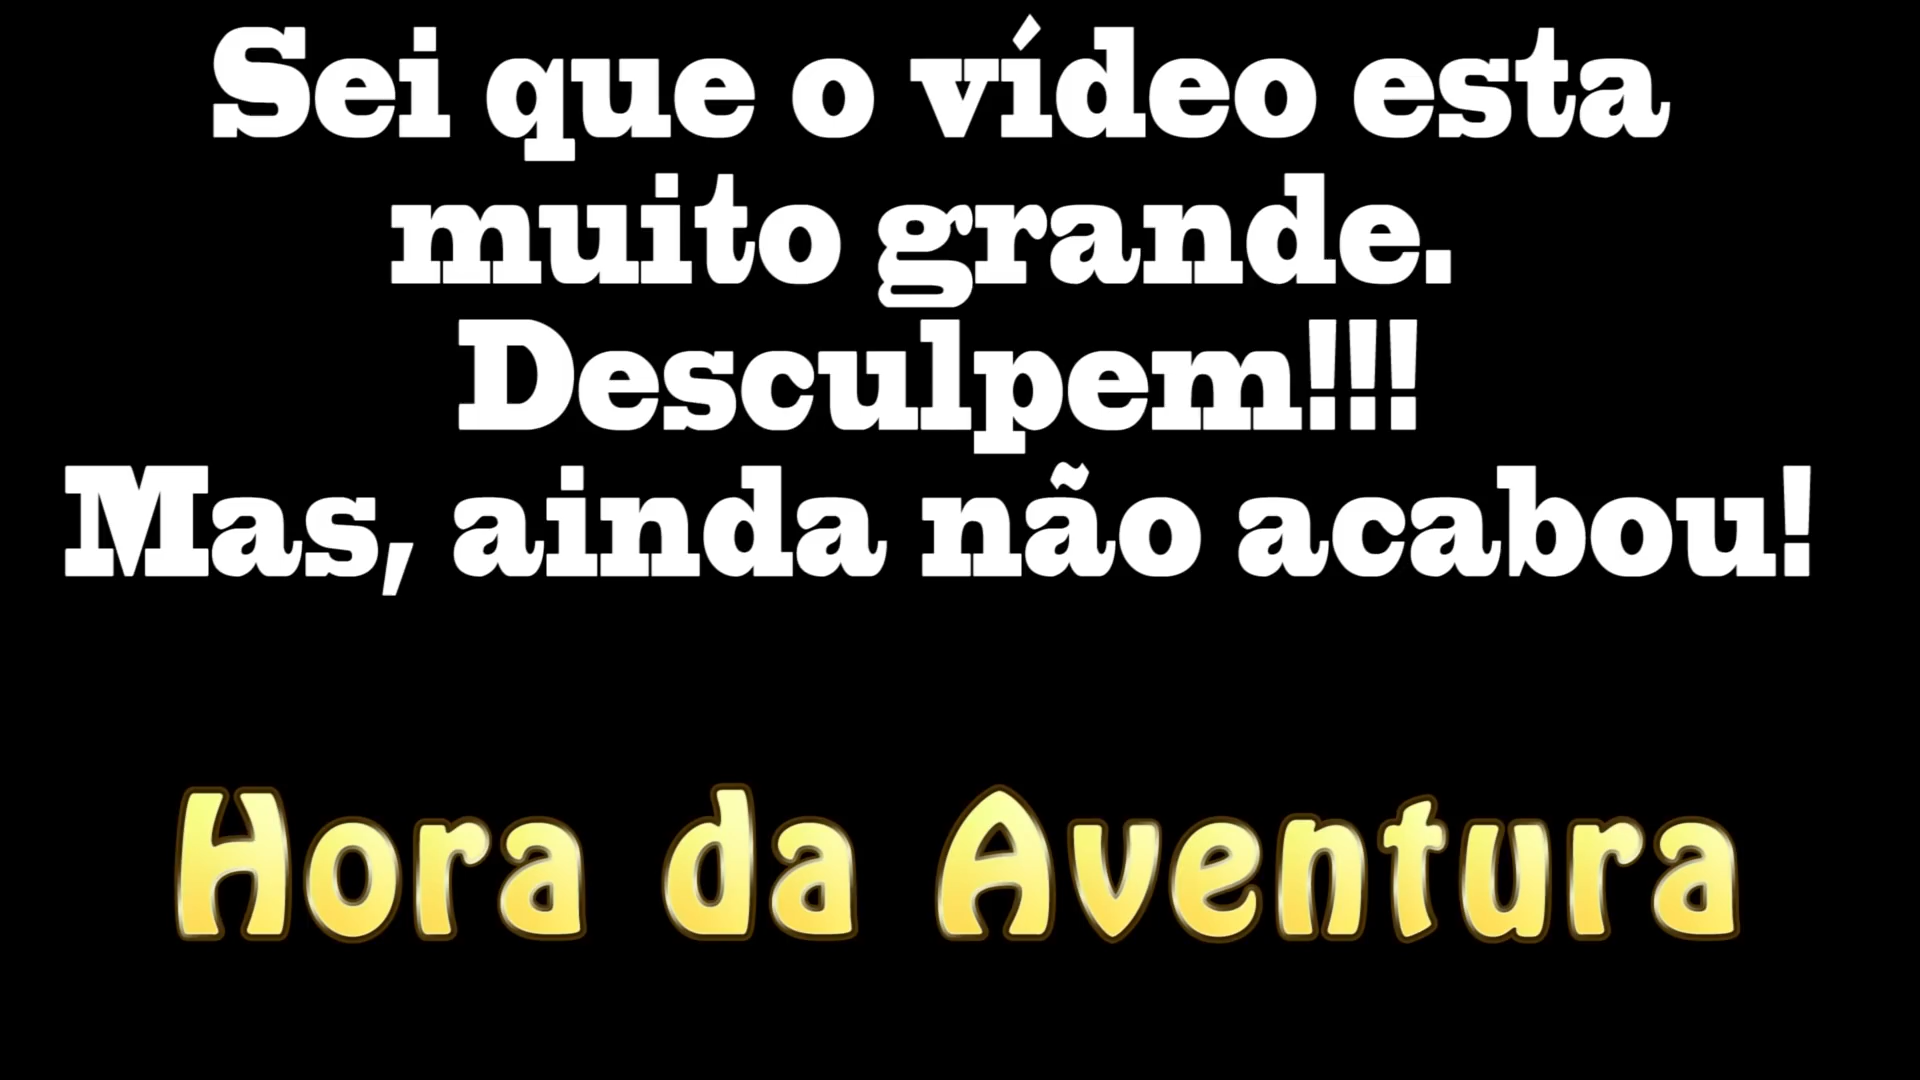 Sei que o vídeo esta
muito grande.
Desculpem!!!
Mas, ainda não acabou!
Hora da Aventura